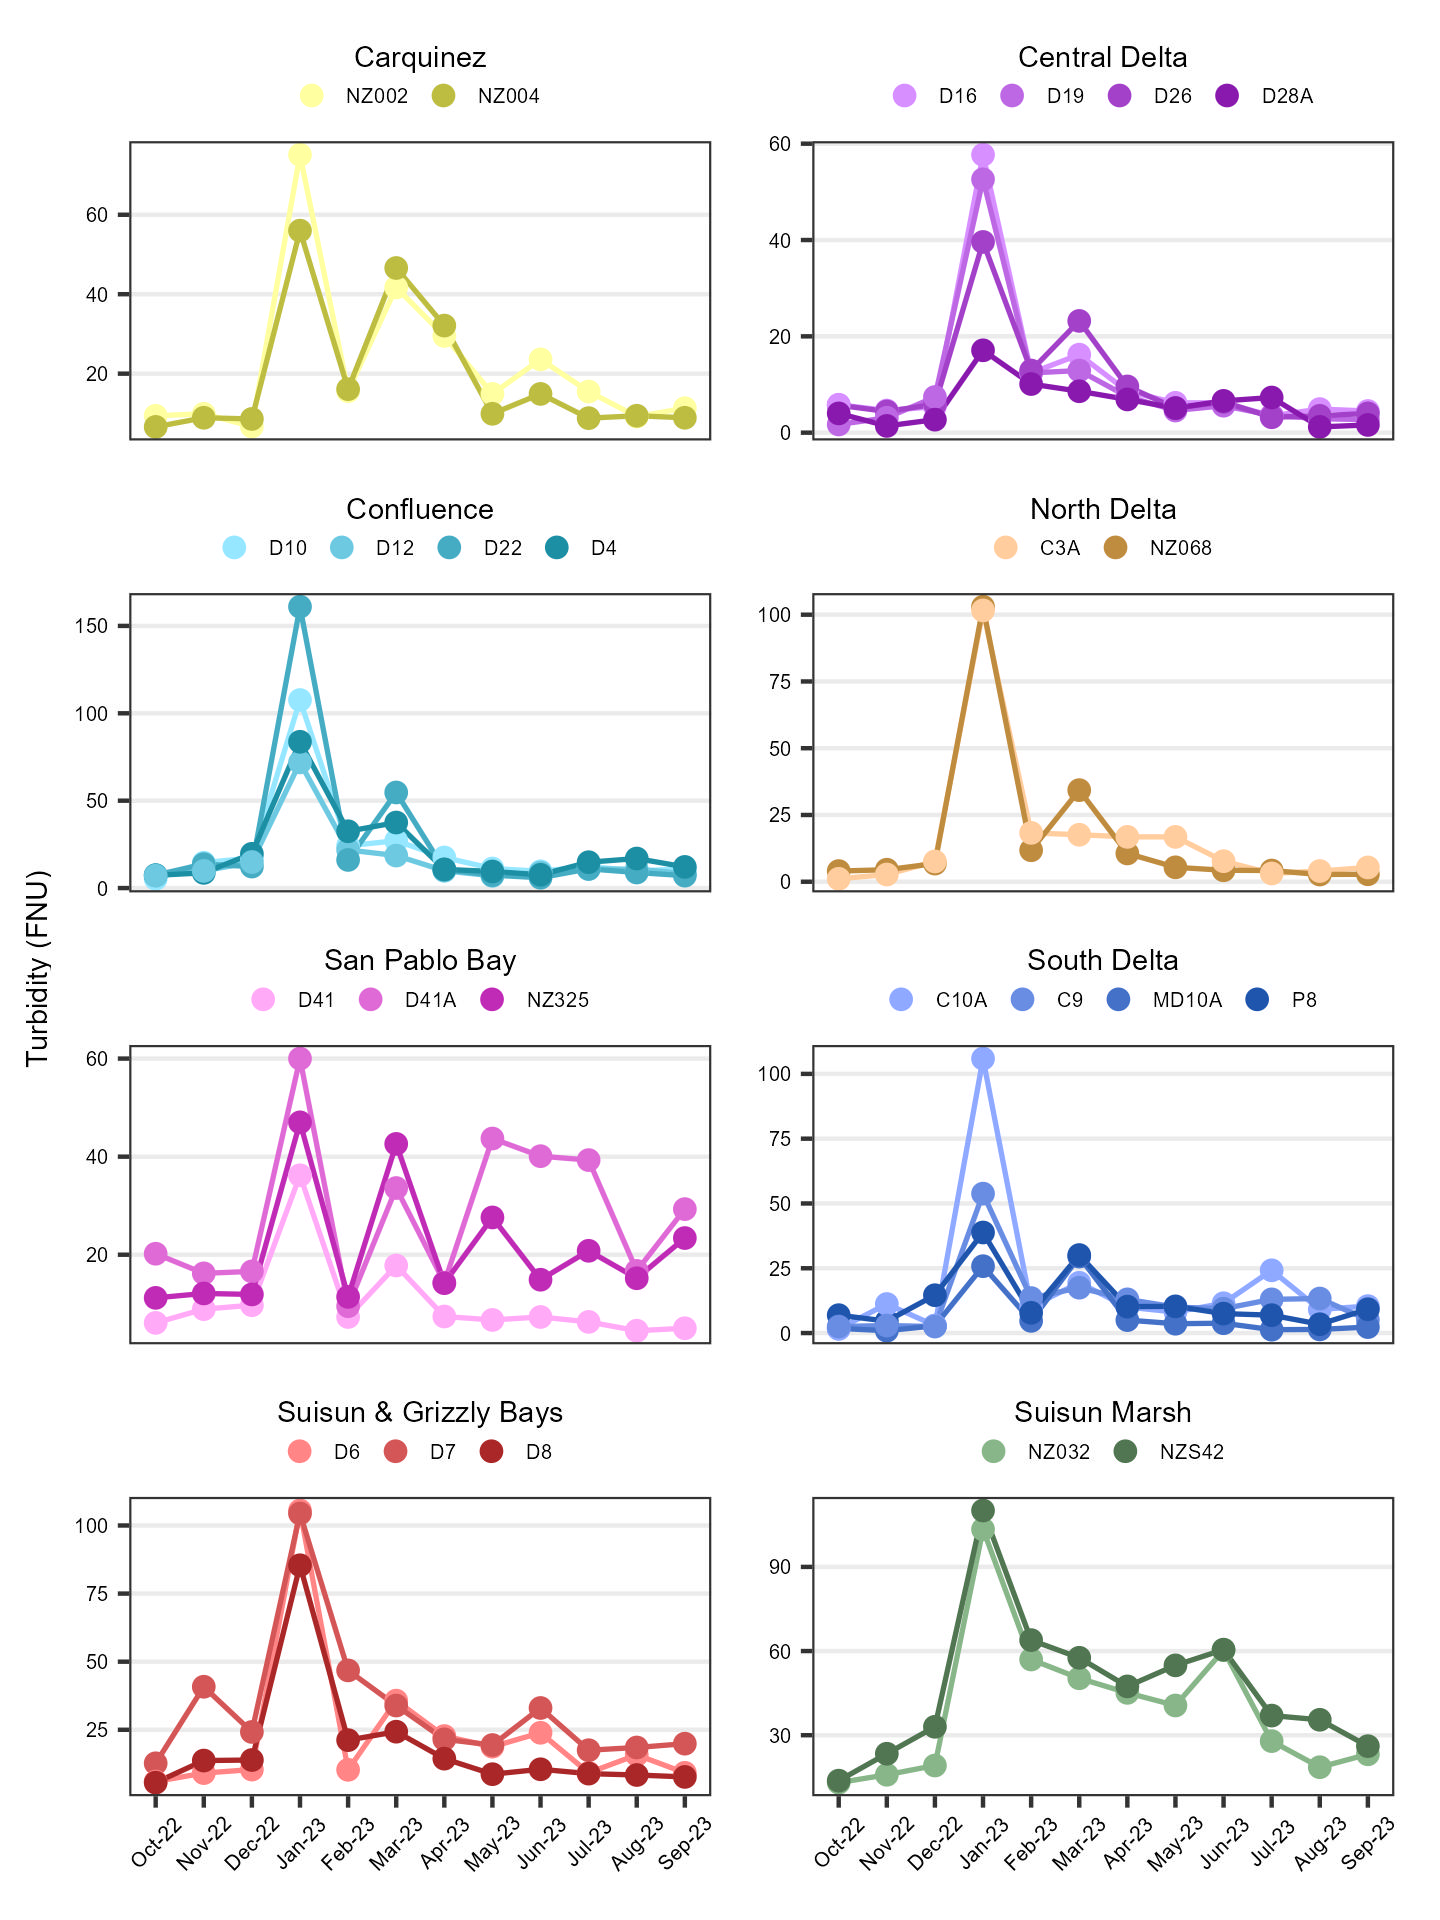 Turbidity (FNU)
Carquinez
NZ002 NZ004
60
40
20
Central Delta
D16 D19 D26 D28A
60
40
20
0
Confluence
D10 D12 D22 D4
150
100
50
0
North Delta
C3A NZ068
100
75
50
25
0
San Pablo Bay
D41 D41A NZ325
60
40
20
South Delta
C10A C9 MD10A P8
100
75
50
25
0
Suisun & Grizzly Bays
D6 D7 D8
100
75
50
25
Oct-22 Nov-22 Dec-22 Jan-23 Feb-23 Mar-23 Apr-23 May-23 Jun-23 Jul-23 Aug-23 Sep-23
Suisun Marsh
NZ032 NZS42
90
60
30
Oct-22 Nov-22 Dec-22 Jan-23 Feb-23 Mar-23 Apr-23 May-23 Jun-23 Jul-23 Aug-23 Sep-23